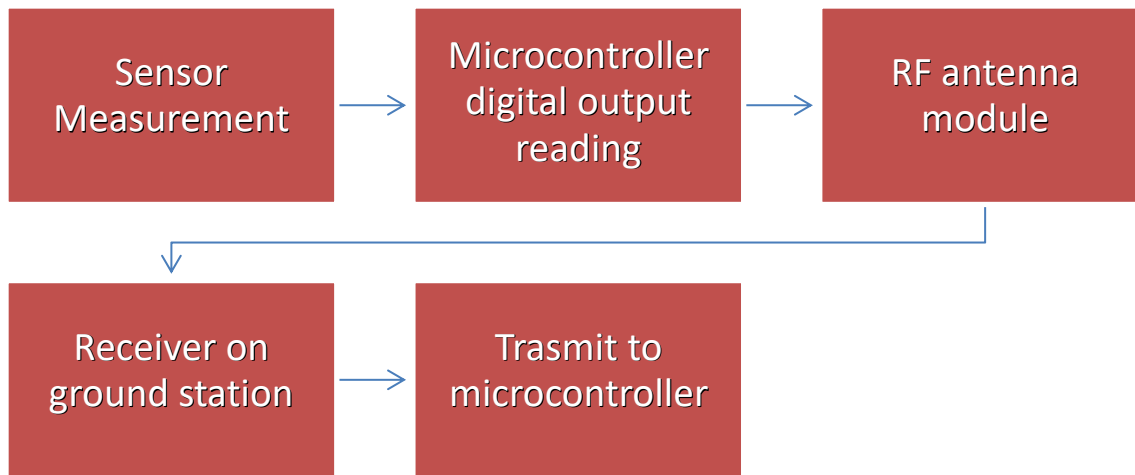 Sensor
Measurement
Microcontroller
digital output
reading
RF antenna
module
Receiver on
ground station
Trasmit to
microcontroller